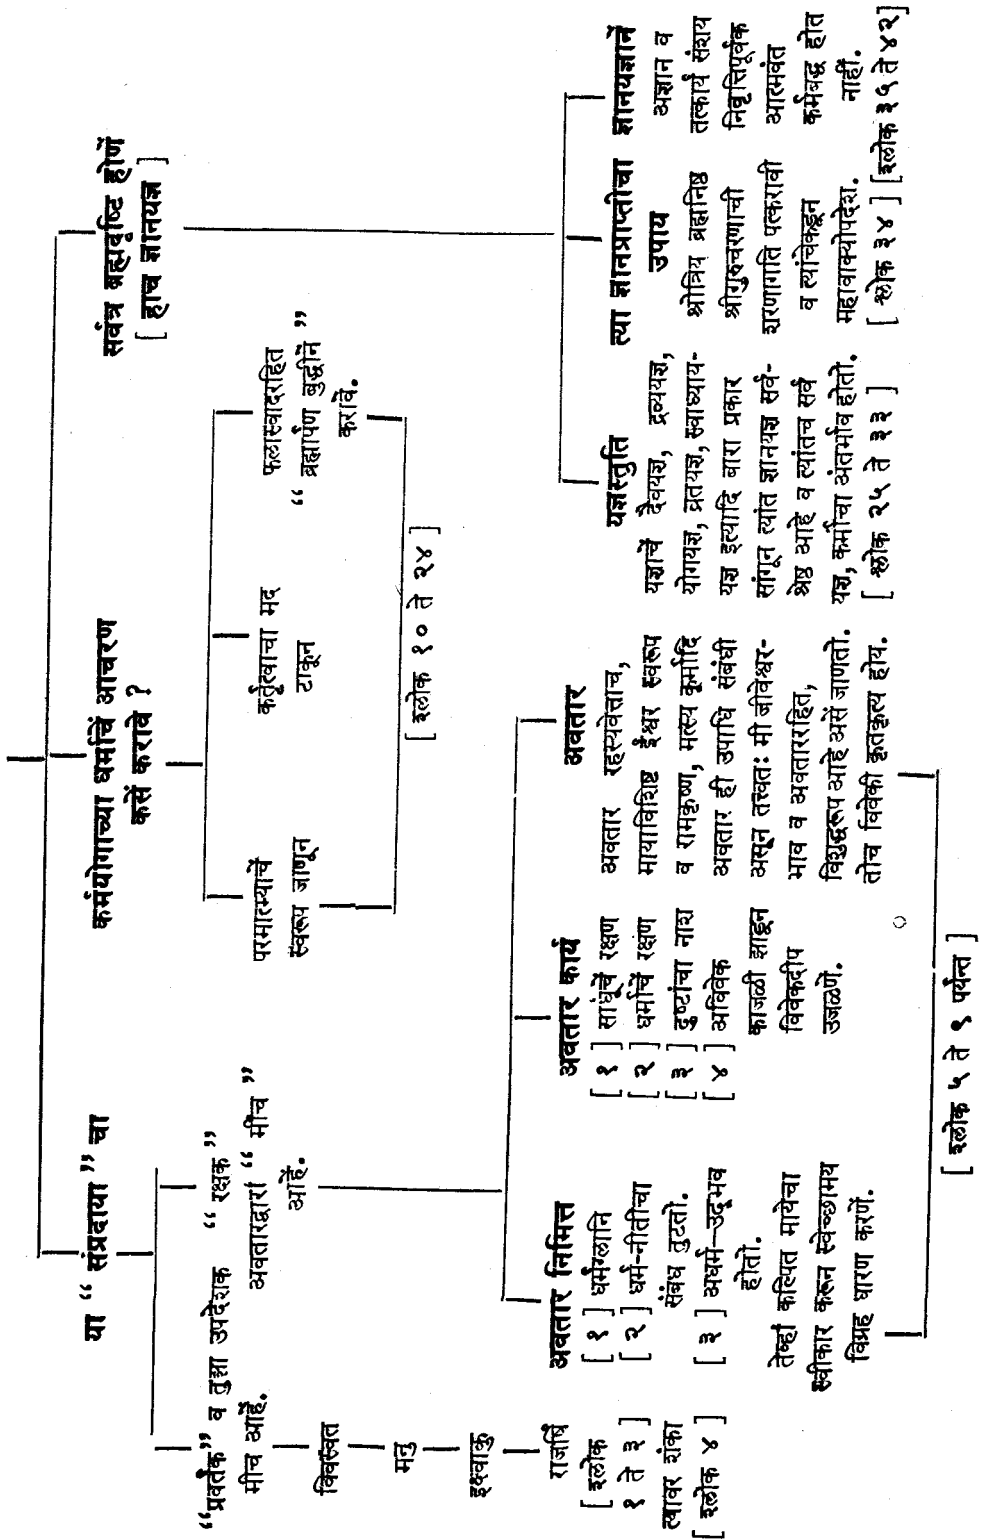 या “ संप्रदाया ” चा
“प्रवर्तक” व तुझा उपदेशक
मीच आहें.
विवस्वत
मनु
इक्ष्वाकु
राजर्षि
[ श्लोक
१ ते ३ ]
त्यावर शंका
[ श्लोक ४ ]
“ रक्षक ”
अवतारद्वारां “ मीच ”
आहें.
अवतार निमित्त
[ १ ] धर्मग्लानि
[ २ ] धर्म-नीतीचा
संबंध तुटतो.
[ ३ ] अधर्म–उद्‌भव
होतो.
तेव्हां कल्पित मायेचा
स्वीकार करून स्वेच्छामय
विग्रह धारण करणें.
अवतार कार्य
[ १ ] साधूंचें रक्षण
[ २ ] धर्माचें रक्षण
[ ३ ] दुष्टांचा नाश
[ ४ ] अविवेक
काजळी झाडून
विवेकदीप
उजळणें.
अवतार
अवतार रहस्यवेत्ताच,
मायाविशिष्ट ईश्वर स्वरूप
व रामकृष्ण, मत्स्य कूर्मादि
अवतार ही उपाधि संबंधी
असून तत्त्वतः मी जीवेश्वर-
भाव व अवताररहित,
विशुद्धरूप आहे असें जाणतो.
तोच विवेकी कृतकृत्य होय.
[ श्लोक ५ ते ९ पर्यन्त ]
कर्मयोगाच्या धर्माचें आचरण
कसें करावे ?
परमात्म्याचें
स्वरूप जाणून
कर्तृत्वाचा मद
टाकून
फलास्वादरहित
“ ब्रह्मार्पण बुद्धीनें ”
करावें.
[ श्लोक १० ते २४ ]
सर्वत्र ब्रह्मदृष्टि होणें
[ हाच ज्ञानयज्ञ ]
यज्ञस्तुति
यज्ञाचें दैवयज्ञ, द्रव्ययज्ञ,
योगयज्ञ, व्रतयज्ञ, स्वाध्याय-
यज्ञ इत्यादि बारा प्रकार
सांगून त्यांत ज्ञानयज्ञ सर्व-
श्रेष्ठ आहे व त्यांतच सर्व
यज्ञ, कर्मांचा अंतर्भाव होतो.
[ श्लोक २५ ते ३३ ]
त्या ज्ञानप्राप्तीचा
उपाय
श्रोत्रिय ब्रह्मनिष्ठ
श्रीगुरुचरणाची
शरणागति पत्करावी
व त्यांचेकडून
महावाक्योपदेश.
[ श्लोक ३४ ]
ज्ञानयज्ञानें
अज्ञान व
तत्कार्य संशय
निवृत्तिपूर्वक
आत्मवंत
कर्मबद्ध होत
नाहीं.
[श्लोक ३५ ते ४२]